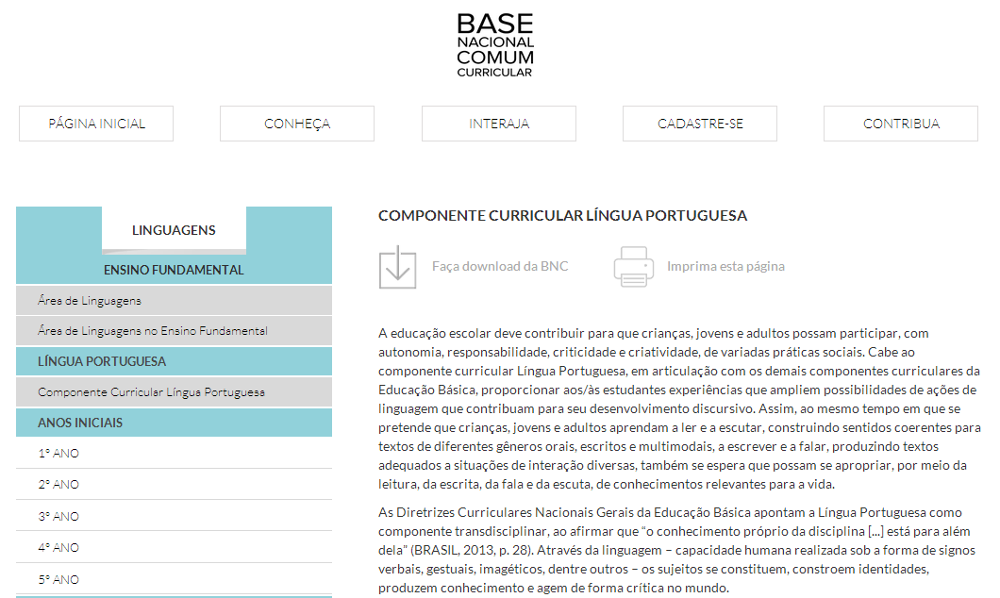 BASE
NACIONAL
COMUM
CURRICULAR
PÁGINA INICIAL
CONHEÇA
INTERAJA
CADASTRE-SE
CONTRIBUA
LINGUAGENS
ENSINO FUNDAMENTAL
Área de Linguagens
Área de Linguagens no Ensino Fundamental
LÍNGUA PORTUGUESA
Componente Curricular Língua Portuguesa
ANOS INICIAIS
1º ANO
2º ANO
3º ANO
4º ANO
5º ANO
COMPONENTE CURRICULAR LÍNGUA PORTUGUESA
Faça download da BNC
Imprima esta página
A educação escolar deve contribuir para que crianças, jovens e adultos possam participar, com
autonomia, responsabilidade, criticidade e criatividade, de variadas práticas sociais. Cabe ao
componente curricular Língua Portuguesa, em articulação com os demais componentes curriculares da
Educação Básica, proporcionar aos/às estudantes experiências que ampliem possibilidades de ações de
linguagem que contribuam para seu desenvolvimento discursivo. Assim, ao mesmo tempo em que se
pretende que crianças, jovens e adultos aprendam a ler e a escutar, construindo sentidos coerentes para
textos de diferentes gêneros orais, escritos e multimodais, a escrever e a falar, produzindo textos
adequados a situações de interação diversas, também se espera que possam se apropriar, por meio da
leitura, da escrita, da fala e da escuta, de conhecimentos relevantes para a vida.
As Diretrizes Curriculares Nacionais Gerais da Educação Básica apontam a Língua Portuguesa como
componente transdisciplinar, ao afirmar que “o conhecimento próprio da disciplina [...] está para além
dela” (BRASIL, 2013, p. 28). Através da linguagem – capacidade humana realizada sob a forma de signos
verbais, gestuais, imagéticos, dentre outros – os sujeitos se constituem, constroem identidades,
produzem conhecimento e agem de forma crítica no mundo.